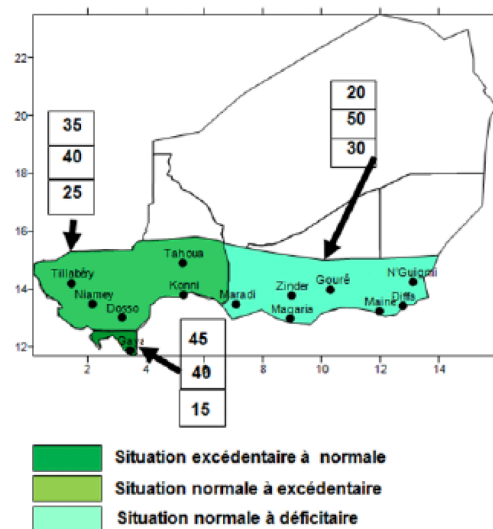 22
20
18
16
14
12
2
4
6
8
10
12
14
35
40
25
20
50
30
Tahoua
Tillabéry
Konni
Niamey
Dosso
Gaya
Maradi
Zinder
Gouré
N'Guigmi
Magaria
Mainé
Diffa
45
40
15
Situation excédentaire à normale
Situation normale à excédentaire
Situation normale à déficitaire